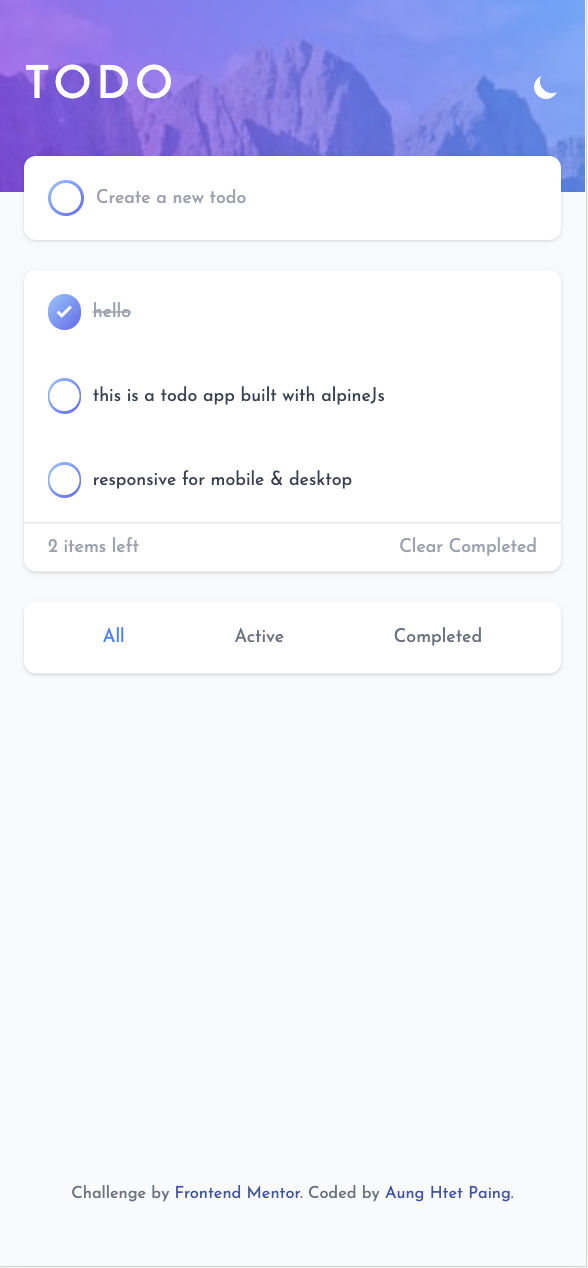 TODO
Create a new todo
hello
this is a todo app built with alpineJs
responsive for mobile & desktop
2 items left Clear Completed
All Active Completed
Challenge by Frontend Mentor. Coded by Aung Htet Paing.